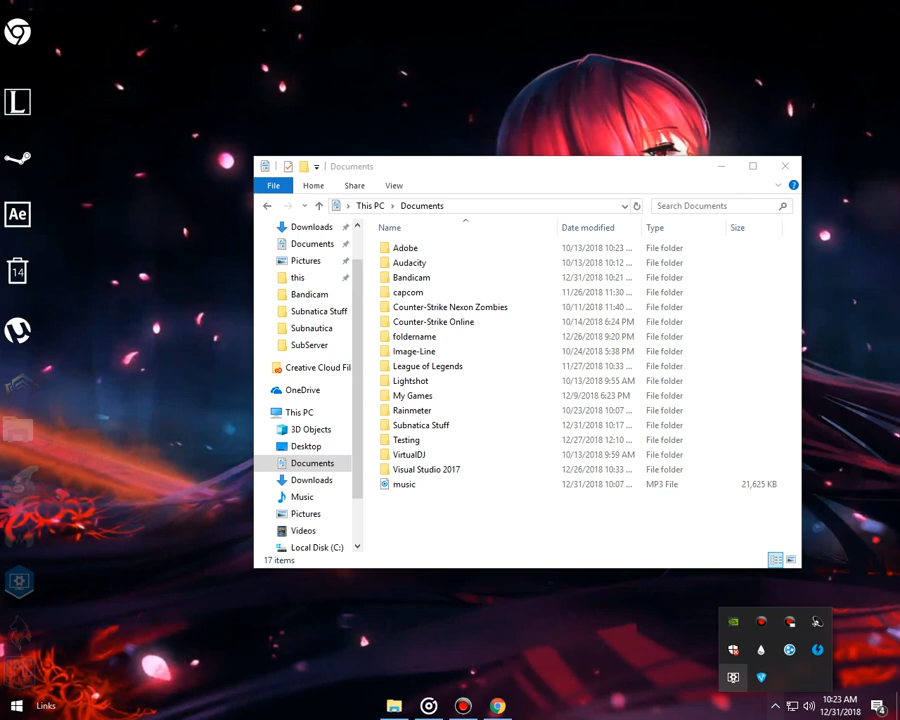 L
Ae
14
Documents
File Home Share View
This PC Documents
Search Documents
Name Date modified Type Size
Downloads
Documents
Pictures
this
Bandicam
Subnatica Stuff
Subnautica
SubServer
Creative Cloud Fil
OneDrive
This PC
3D Objects
Desktop
Documents
Downloads
Music
Pictures
Videos
Local Disk (C:)
Adobe 10/13/2018 10:23 ... File folder
Audacity 10/13/2018 10:12 ... File folder
Bandicam 12/31/2018 10:21 ... File folder
capcom 11/26/2018 11:30 ... File folder
Counter-Strike Nexon Zombies 10/11/2018 11:40 ... File folder
Counter-Strike Online 10/14/2018 6:24 PM File folder
foldername 12/26/2018 9:20 PM File folder
Image-Line 10/24/2018 5:38 PM File folder
League of Legends 11/27/2018 10:33 ... File folder
Lightshot 10/13/2018 9:55 AM File folder
My Games 12/9/2018 6:23 PM File folder
Rainmeter 10/23/2018 10:07 ... File folder
Subnatica Stuff 12/31/2018 10:17 ... File folder
Testing 12/27/2018 12:10 ... File folder
VirtualDJ 10/13/2018 9:59 AM File folder
Visual Studio 2017 12/26/2018 10:33 ... File folder
music 12/31/2018 10:07 ... MP3 File 21,625 KB
17 items
Links
10:23 AM
12/31/2018
4